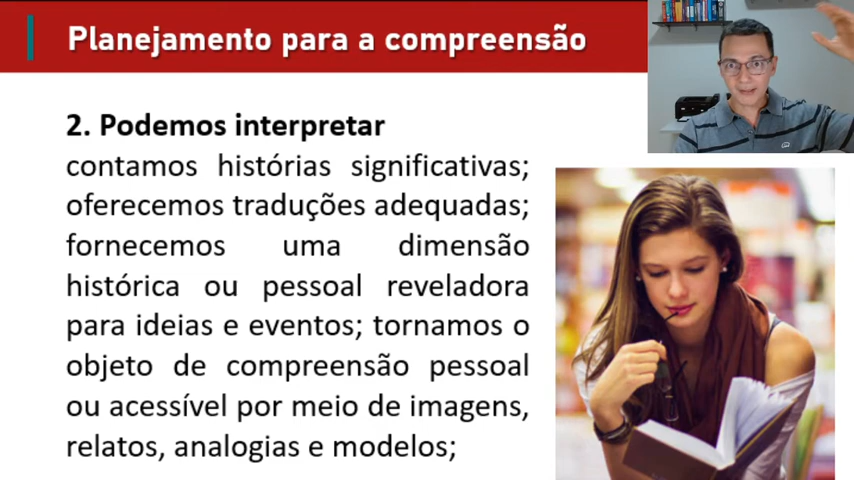 Planejamento para a compreensão
2. Podemos interpretar
contamos histórias significativas;
oferecemos traduções adequadas;
fornecemos uma dimensão
histórica ou pessoal reveladora
para ideias e eventos; tornamos o
objeto de compreensão pessoal
ou acessível por meio de imagens,
relatos, analogias e modelos;